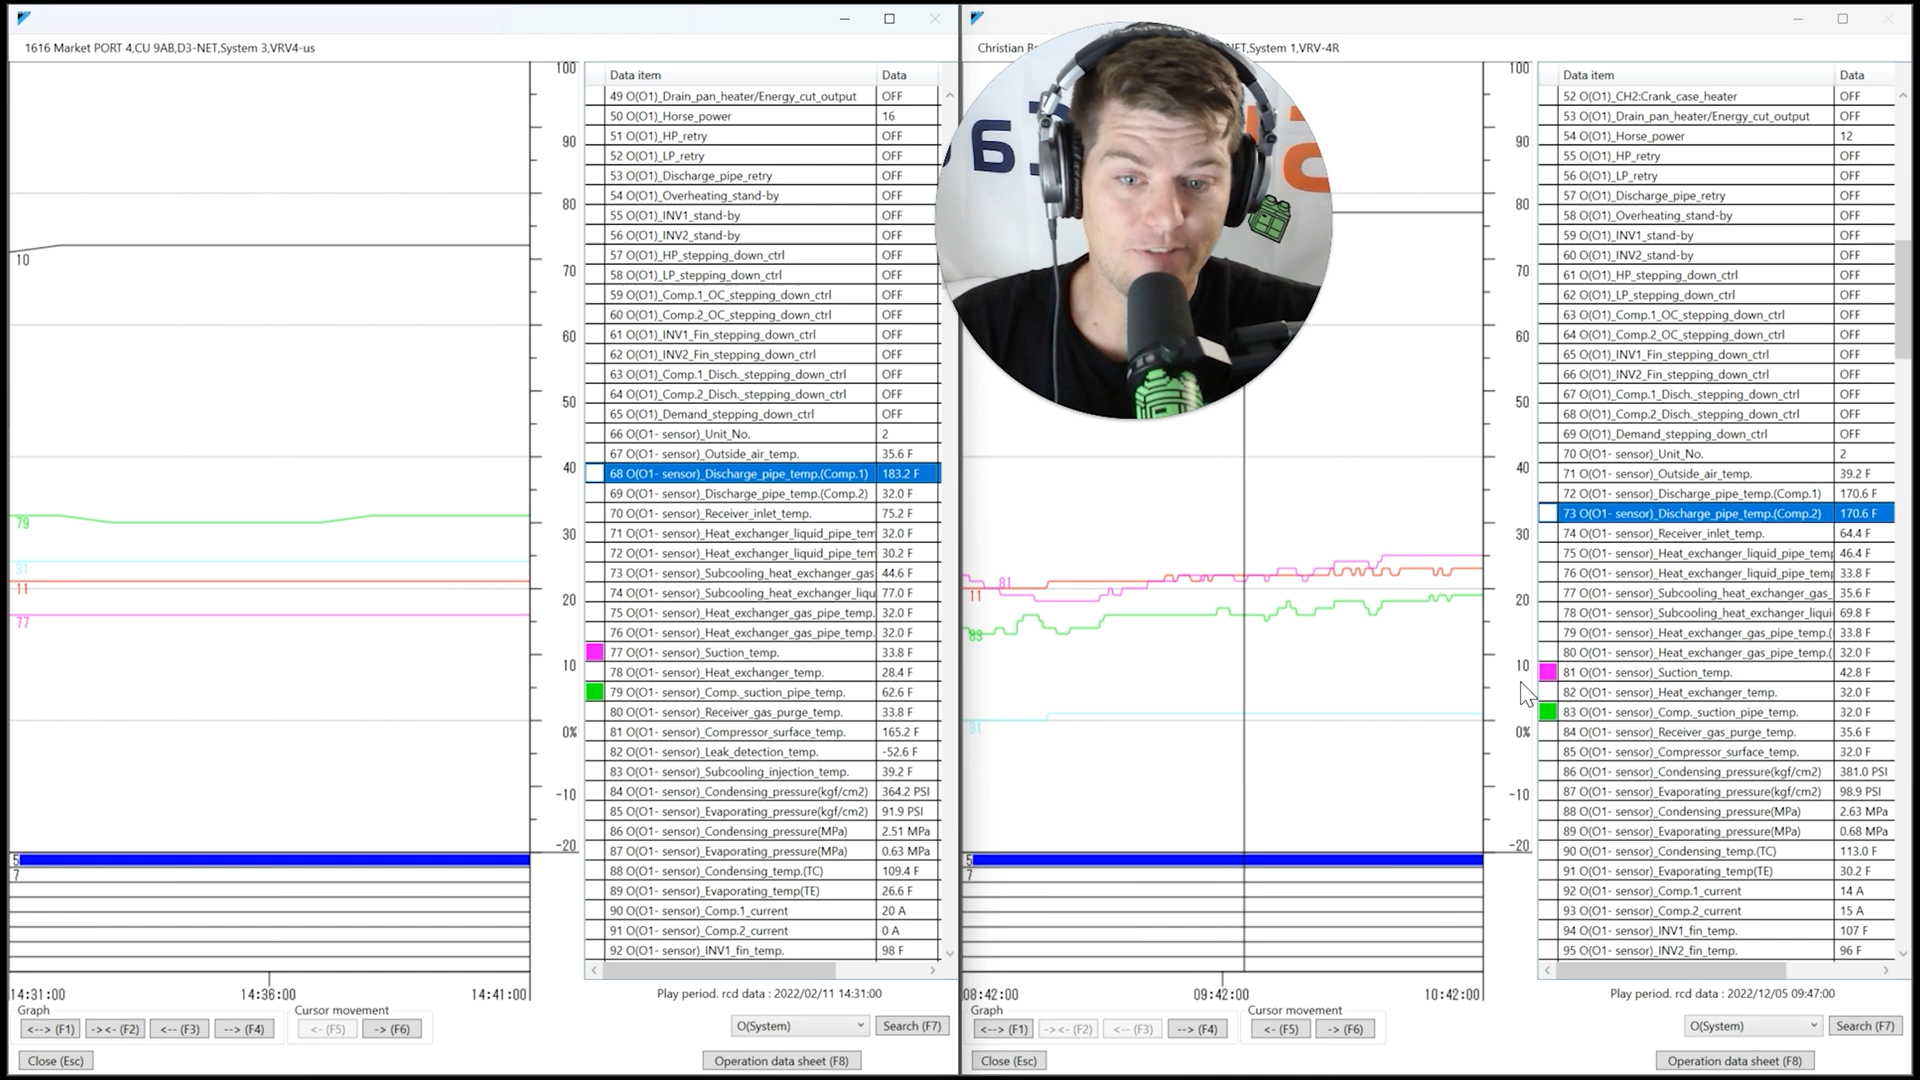 1616 Market PORT 4,CU 9AB,D3-NET,System 3,VRV4-us
100
90
80
70
60
50
40
30
20
10
0%
-10
-20
10
79
31
11
77
5
7
14:31:00 14:36:00 14:41:00
Graph
<--> (F1) -><- (F2) <-- (F3) --> (F4)
Cursor movement
<- (F5) -> (F6)
Close (Esc)
Data item Data
49 O(O1)_Drain_pan_heater/Energy_cut_output OFF
50 O(O1)_Horse_power 16
51 O(O1)_HP_retry OFF
52 O(O1)_LP_retry OFF
53 O(O1)_Discharge_pipe_retry OFF
54 O(O1)_Overheating_stand-by OFF
55 O(O1)_INV1_stand-by OFF
56 O(O1)_INV2_stand-by OFF
57 O(O1)_HP_stepping_down_ctrl OFF
58 O(O1)_LP_stepping_down_ctrl OFF
59 O(O1)_Comp.1_OC_stepping_down_ctrl OFF
60 O(O1)_Comp.2_OC_stepping_down_ctrl OFF
61 O(O1)_INV1_Fin_stepping_down_ctrl OFF
62 O(O1)_INV2_Fin_stepping_down_ctrl OFF
63 O(O1)_Comp.1_Disch._stepping_down_ctrl OFF
64 O(O1)_Comp.2_Disch._stepping_down_ctrl OFF
65 O(O1)_Demand_stepping_down_ctrl OFF
66 O(O1- sensor)_Unit_No. 2
67 O(O1- sensor)_Outside_air_temp. 35.6 F
68 O(O1- sensor)_Discharge_pipe_temp.(Comp.1) 183.2 F
69 O(O1- sensor)_Discharge_pipe_temp.(Comp.2) 32.0 F
70 O(O1- sensor)_Receiver_inlet_temp. 75.2 F
71 O(O1- sensor)_Heat_exchanger_liquid_pipe_tem 32.0 F
72 O(O1- sensor)_Heat_exchanger_liquid_pipe_tem 30.2 F
73 O(O1- sensor)_Subcooling_heat_exchanger_gas 44.6 F
74 O(O1- sensor)_Subcooling_heat_exchanger_liqu 77.0 F
75 O(O1- sensor)_Heat_exchanger_gas_pipe_temp. 32.0 F
76 O(O1- sensor)_Heat_exchanger_gas_pipe_temp. 32.0 F
77 O(O1- sensor)_Suction_temp. 33.8 F
78 O(O1- sensor)_Heat_exchanger_temp. 28.4 F
79 O(O1- sensor)_Comp._suction_pipe_temp. 62.6 F
80 O(O1- sensor)_Receiver_gas_purge_temp. 33.8 F
81 O(O1- sensor)_Compressor_surface_temp. 165.2 F
82 O(O1- sensor)_Leak_detection_temp. -52.6 F
83 O(O1- sensor)_Subcooling_injection_temp. 39.2 F
84 O(O1- sensor)_Condensing_pressure(kgf/cm2) 364.2 PSI
85 O(O1- sensor)_Evaporating_pressure(kgf/cm2) 91.9 PSI
86 O(O1- sensor)_Condensing_pressure(MPa) 2.51 MPa
87 O(O1- sensor)_Evaporating_pressure(MPa) 0.63 MPa
88 O(O1- sensor)_Condensing_temp.(TC) 109.4 F
89 O(O1- sensor)_Evaporating_temp(TE) 26.6 F
90 O(O1- sensor)_Comp.1_current 20 A
91 O(O1- sensor)_Comp.2_current 0 A
92 O(O1- sensor)_INV1_fin_temp. 98 F
Play period. rcd data : 2022/02/11 14:31:00
O(System) Search (F7)
Operation data sheet (F8)
Christian
,System 1,VRV-4R
100
90
80
70
60
50
40
30
20
10
0%
-10
-20
81
11
83
91
5
7
08:42:00 09:42:00 10:42:00
Graph
<--> (F1) -><- (F2) <-- (F3) --> (F4)
Cursor movement
<- (F5) -> (F6)
Close (Esc)
Data item Data
52 O(O1)_CH2:Crank_case_heater OFF
53 O(O1)_Drain_pan_heater/Energy_cut_output OFF
54 O(O1)_Horse_power 12
55 O(O1)_HP_retry OFF
56 O(O1)_LP_retry OFF
57 O(O1)_Discharge_pipe_retry OFF
58 O(O1)_Overheating_stand-by OFF
59 O(O1)_INV1_stand-by OFF
60 O(O1)_INV2_stand-by OFF
61 O(O1)_HP_stepping_down_ctrl OFF
62 O(O1)_LP_stepping_down_ctrl OFF
63 O(O1)_Comp.1_OC_stepping_down_ctrl OFF
64 O(O1)_Comp.2_OC_stepping_down_ctrl OFF
65 O(O1)_INV1_Fin_stepping_down_ctrl OFF
66 O(O1)_INV2_Fin_stepping_down_ctrl OFF
67 O(O1)_Comp.1_Disch._stepping_down_ctrl OFF
68 O(O1)_Comp.2_Disch._stepping_down_ctrl OFF
69 O(O1)_Demand_stepping_down_ctrl OFF
70 O(O1- sensor)_Unit_No. 2
71 O(O1- sensor)_Outside_air_temp. 39.2 F
72 O(O1- sensor)_Discharge_pipe_temp.(Comp.1) 170.6 F
73 O(O1- sensor)_Discharge_pipe_temp.(Comp.2) 170.6 F
74 O(O1- sensor)_Receiver_inlet_temp. 64.4 F
75 O(O1- sensor)_Heat_exchanger_liquid_pipe_temp 46.4 F
76 O(O1- sensor)_Heat_exchanger_liquid_pipe_temp 33.8 F
77 O(O1- sensor)_Subcooling_heat_exchanger_gas_ 35.6 F
78 O(O1- sensor)_Subcooling_heat_exchanger_liqui 69.8 F
79 O(O1- sensor)_Heat_exchanger_gas_pipe_temp.( 33.8 F
80 O(O1- sensor)_Heat_exchanger_gas_pipe_temp.( 32.0 F
81 O(O1- sensor)_Suction_temp. 42.8 F
82 O(O1- sensor)_Heat_exchanger_temp. 32.0 F
83 O(O1- sensor)_Comp._suction_pipe_temp. 32.0 F
84 O(O1- sensor)_Receiver_gas_purge_temp. 35.6 F
85 O(O1- sensor)_Compressor_surface_temp. 32.0 F
86 O(O1- sensor)_Condensing_pressure(kgf/cm2) 381.0 PSI
87 O(O1- sensor)_Evaporating_pressure(kgf/cm2) 98.9 PSI
88 O(O1- sensor)_Condensing_pressure(MPa) 2.63 MPa
89 O(O1- sensor)_Evaporating_pressure(MPa) 0.68 MPa
90 O(O1- sensor)_Condensing_temp.(TC) 113.0 F
91 O(O1- sensor)_Evaporating_temp(TE) 30.2 F
92 O(O1- sensor)_Comp.1_current 14 A
93 O(O1- sensor)_Comp.2_current 15 A
94 O(O1- sensor)_INV1_fin_temp. 107 F
95 O(O1- sensor)_INV2_fin_temp. 96 F
Play period. rcd data : 2022/12/05 09:47:00
O(System) Search (F7)
Operation data sheet (F8)